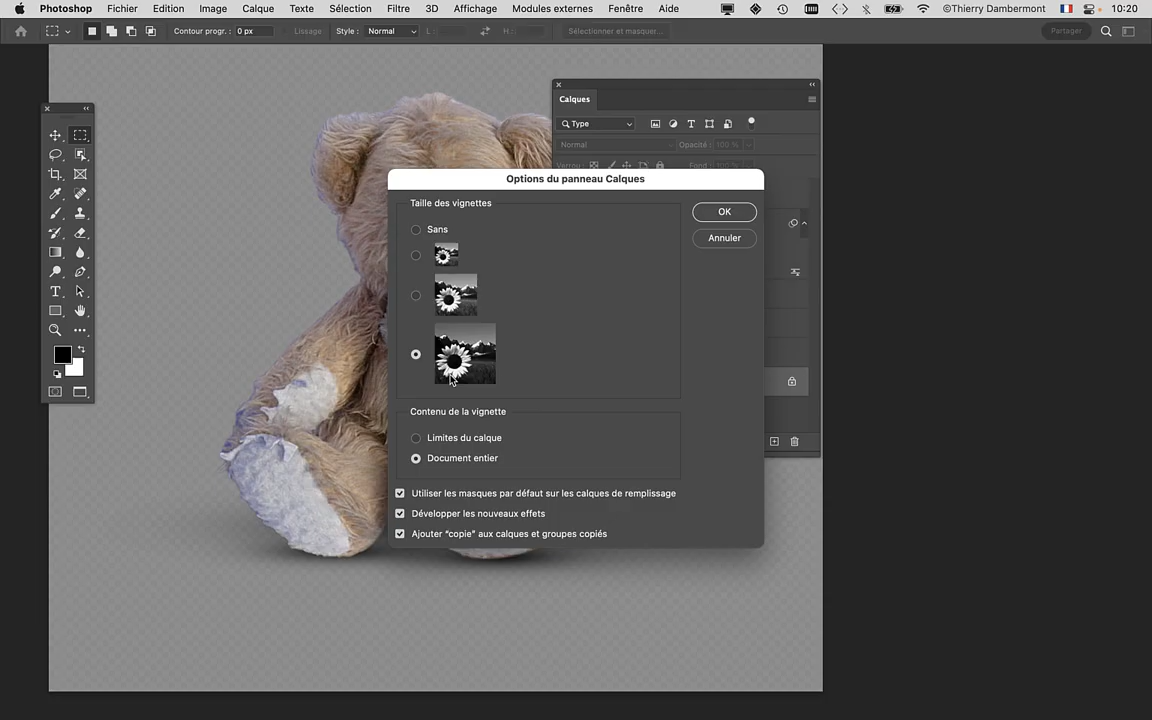 Photoshop Fichier Edition Image Calque Texte Sélection Filtre 3D Affichage Modules externes Fenêtre Aide ©Thierry Dambermont 10:20
Contour progr. : 0 px Lissage Style : Normal L : H : Sélectionner et masquer... Partager
Calques
Type
Normal Opacité : 100 %
Verrou : Fond : 100 %
Options du panneau Calques
Taille des vignettes
OK
Sans
Annuler
Contenu de la vignette
Limites du calque
Document entier
Utiliser les masques par défaut sur les calques de remplissage
Développer les nouveaux effets
Ajouter "copie" aux calques et groupes copiés